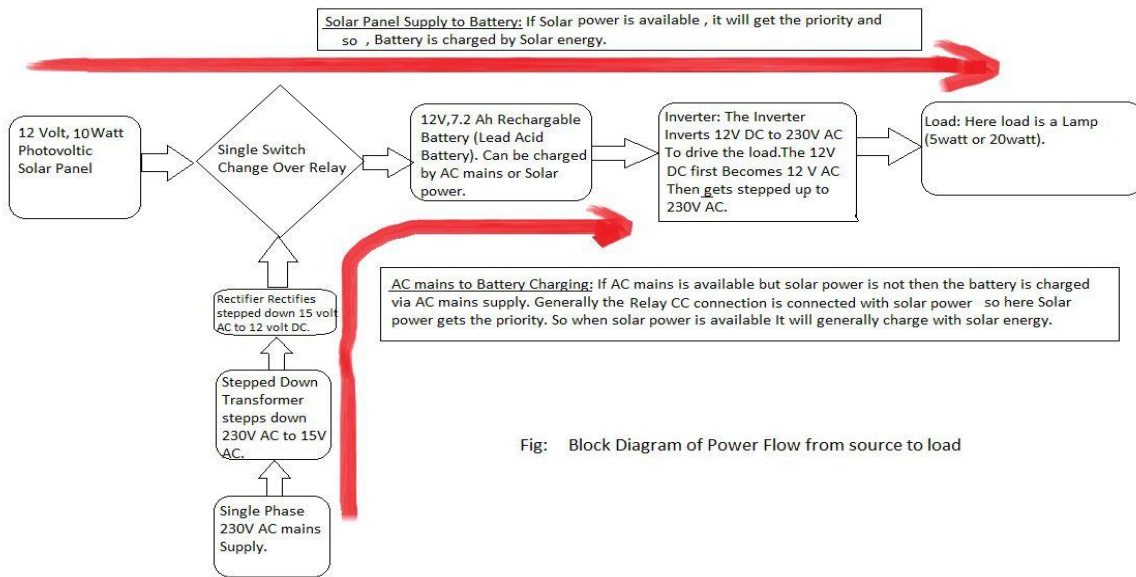 Solar Panel Supply to Battery: If Solar power is available , it will get the priority and
so , Battery is charged by Solar energy.
12 Volt, 10Watt
Photovoltic
Solar Panel
Single Switch
Change Over Relay
12V,7.2 Ah Rechargable
Battery (Lead Acid
Battery). Can be charged
by AC mains or Solar
power.
Inverter: The Inverter
Inverts 12V DC to 230V AC
To drive the load.The 12V
DC first Becomes 12 V AC
Then gets stepped up to
230V AC.
Load: Here load is a Lamp
(5watt or 20watt).
AC mains to Battery Charging: If AC mains is available but solar power is not then the battery is charged
via AC mains supply. Generally the Relay CC connection is connected with solar power so here Solar
power gets the priority. So when solar power is available It will generally charge with solar energy.
Rectifier Rectifies
stepped down 15 volt
AC to 12 volt DC.
Stepped Down
Transformer
stepps down
230V AC to 15V
AC.
Single Phase
230V AC mains
Supply.
Fig: Block Diagram of Power Flow from source to load